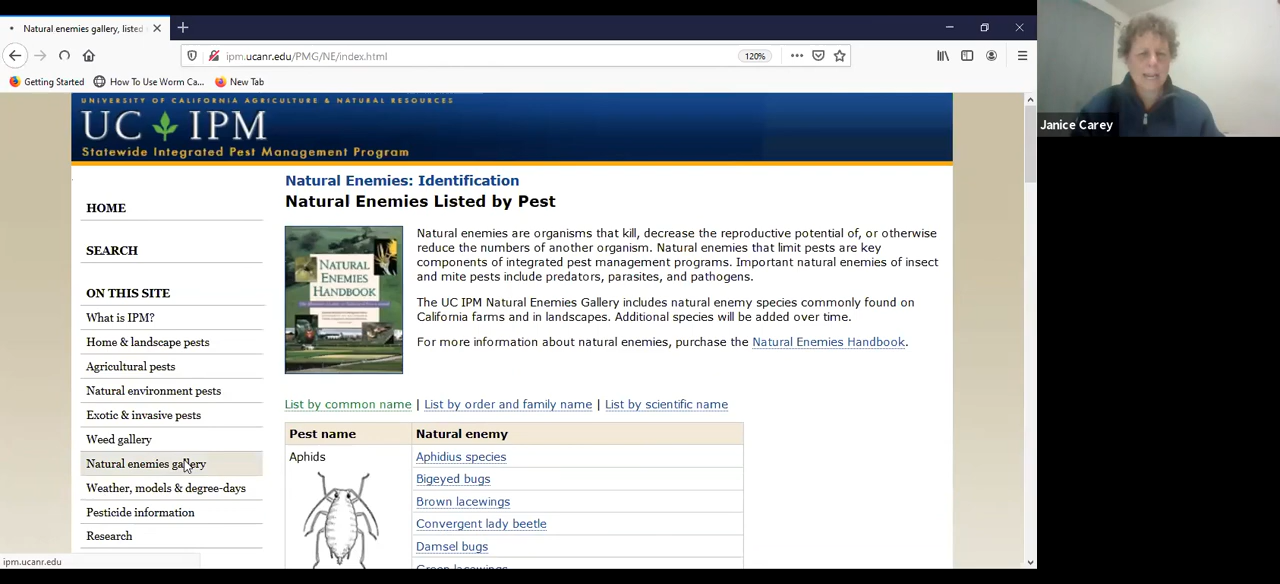 Natural enemies gallery, listed
ipm.ucanr.edu/PMG/NE/index.html
120%
Getting Started
How To Use Worm Ca...
New Tab
Janice Carey
UNIVERSITY OF CALIFORNIA AGRICULTURE & NATURAL RESOURCES
UC IPM
Statewide Integrated Pest Management Program
HOME
SEARCH
ON THIS SITE
What is IPM?
Home & landscape pests
Agricultural pests
Natural environment pests
Exotic & invasive pests
Weed gallery
Natural enemies gallery
Weather, models & degree-days
Pesticide information
Research
Natural Enemies: Identification
Natural Enemies Listed by Pest
NATURAL
ENEMIES
HANDBOOK
Natural enemies are organisms that kill, decrease the reproductive potential of, or otherwise
reduce the numbers of another organism. Natural enemies that limit pests are key
components of integrated pest management programs. Important natural enemies of insect
and mite pests include predators, parasites, and pathogens.
The UC IPM Natural Enemies Gallery includes natural enemy species commonly found on
California farms and in landscapes. Additional species will be added over time.
For more information about natural enemies, purchase the Natural Enemies Handbook.
List by common name | List by order and family name | List by scientific name
Pest name Natural enemy
Aphids Aphidius species
Bigeyed bugs
Brown lacewings
Convergent lady beetle
Damsel bugs
Green lacewings
ipm.ucanr.edu